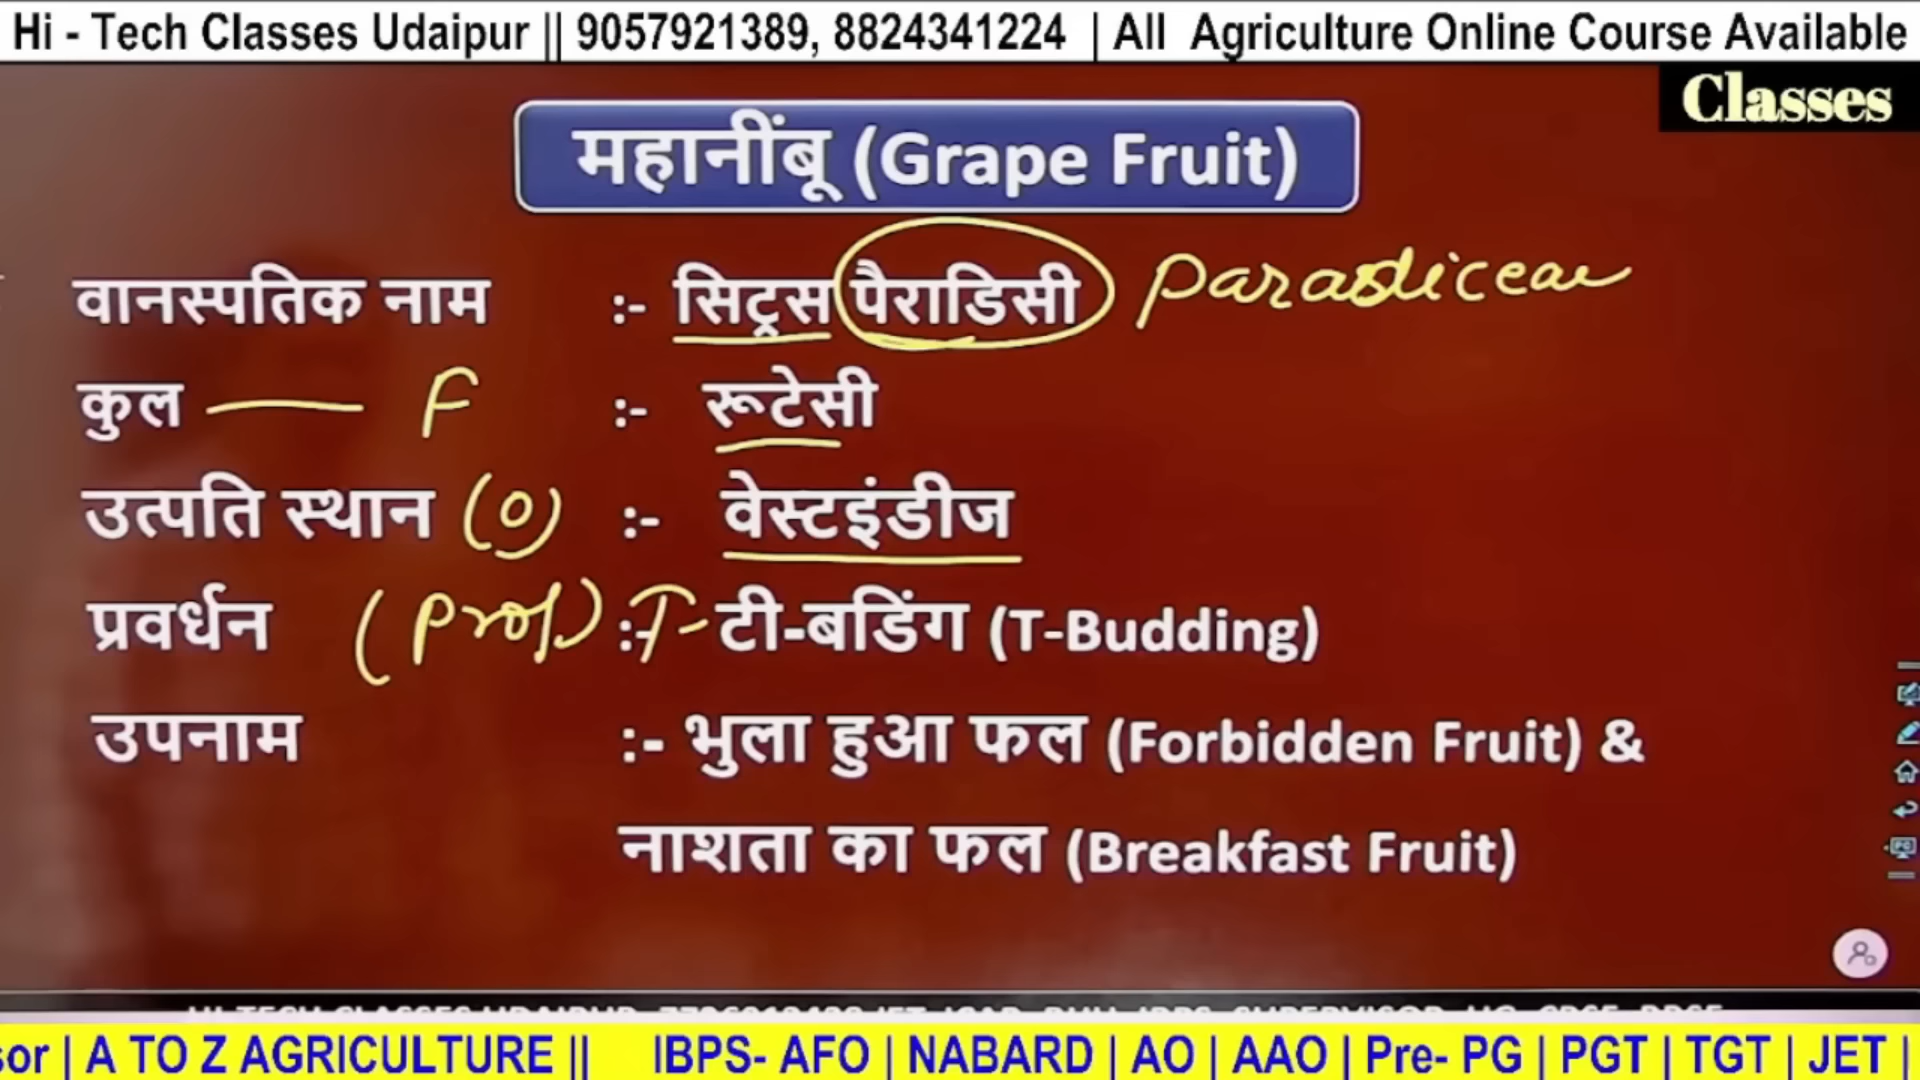 Hi - Tech Classes Udaipur || 9057921389, 8824341224 | All Agriculture Online Course Available
Classes
महानींबू (Grape Fruit)
वानस्पतिक नाम :- सिट्रस पैराडिसी Paradiceae
कुल — F :- रूटेसी
उत्पति स्थान (O) :- वेस्टइंडीज
प्रवर्धन (Prof.) :- T- टी-बडिंग (T-Budding)
उपनाम :- भुला हुआ फल (Forbidden Fruit) &
नाशता का फल (Breakfast Fruit)
sor | A TO Z AGRICULTURE || IBPS- AFO | NABARD | AO | AAO | Pre- PG | PGT | TGT | JET |